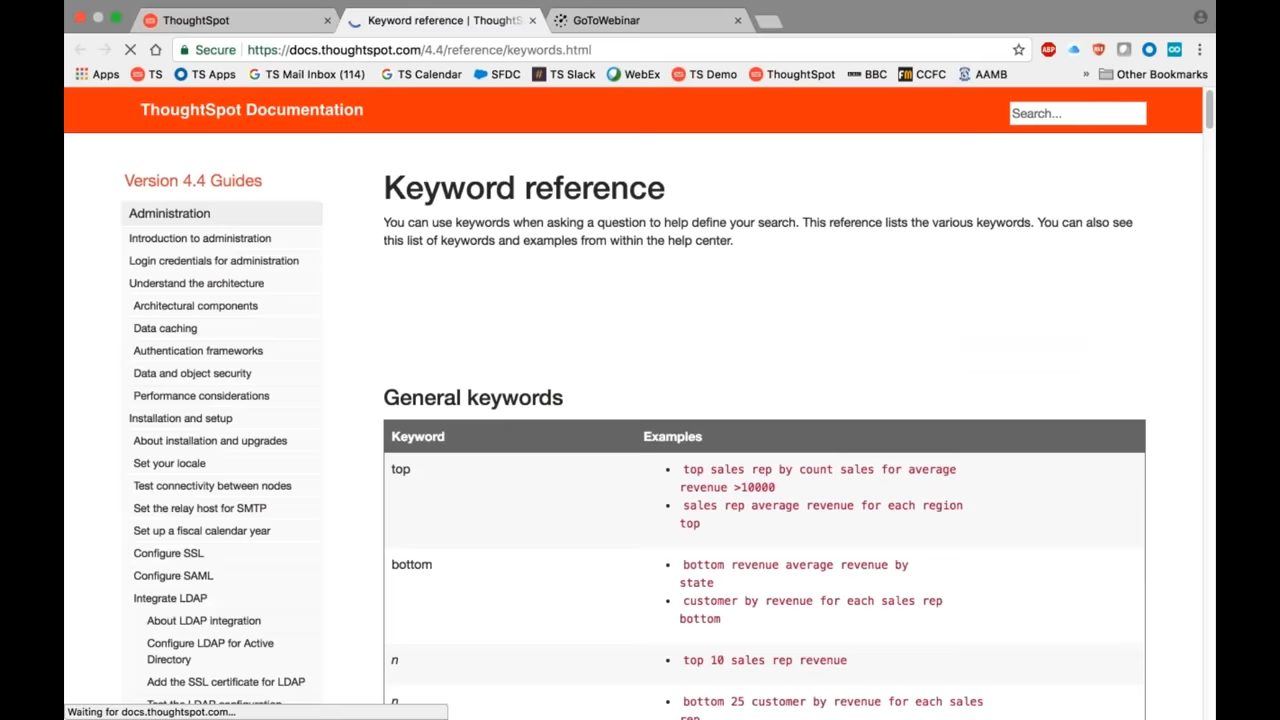 ThoughtSpot
Keyword reference | ThoughtS
GoToWebinar
Secure
https://docs.thoughtspot.com/4.4/reference/keywords.html
ABP
Apps
TS
TS Apps
TS Mail Inbox (114)
TS Calendar
SFDC
TS Slack
WebEx
TS Demo
ThoughtSpot
BBC
CCFC
AAMB
»
Other Bookmarks
ThoughtSpot Documentation
Search...
Version 4.4 Guides
Administration
Introduction to administration
Login credentials for administration
Understand the architecture
Architectural components
Data caching
Authentication frameworks
Data and object security
Performance considerations
Installation and setup
About installation and upgrades
Set your locale
Test connectivity between nodes
Set the relay host for SMTP
Set up a fiscal calendar year
Configure SSL
Configure SAML
Integrate LDAP
About LDAP integration
Configure LDAP for Active
Directory
Add the SSL certificate for LDAP
Test the LDAP configuration
Keyword reference
You can use keywords when asking a question to help define your search. This reference lists the various keywords. You can also see
this list of keywords and examples from within the help center.
General keywords
Keyword
Examples
top
• top sales rep by count sales for average
revenue >10000
• sales rep average revenue for each region
top
bottom
• bottom revenue average revenue by
state
• customer by revenue for each sales rep
bottom
n
• top 10 sales rep revenue
n
• bottom 25 customer by revenue for each sales
rep
Waiting for docs.thoughtspot.com...